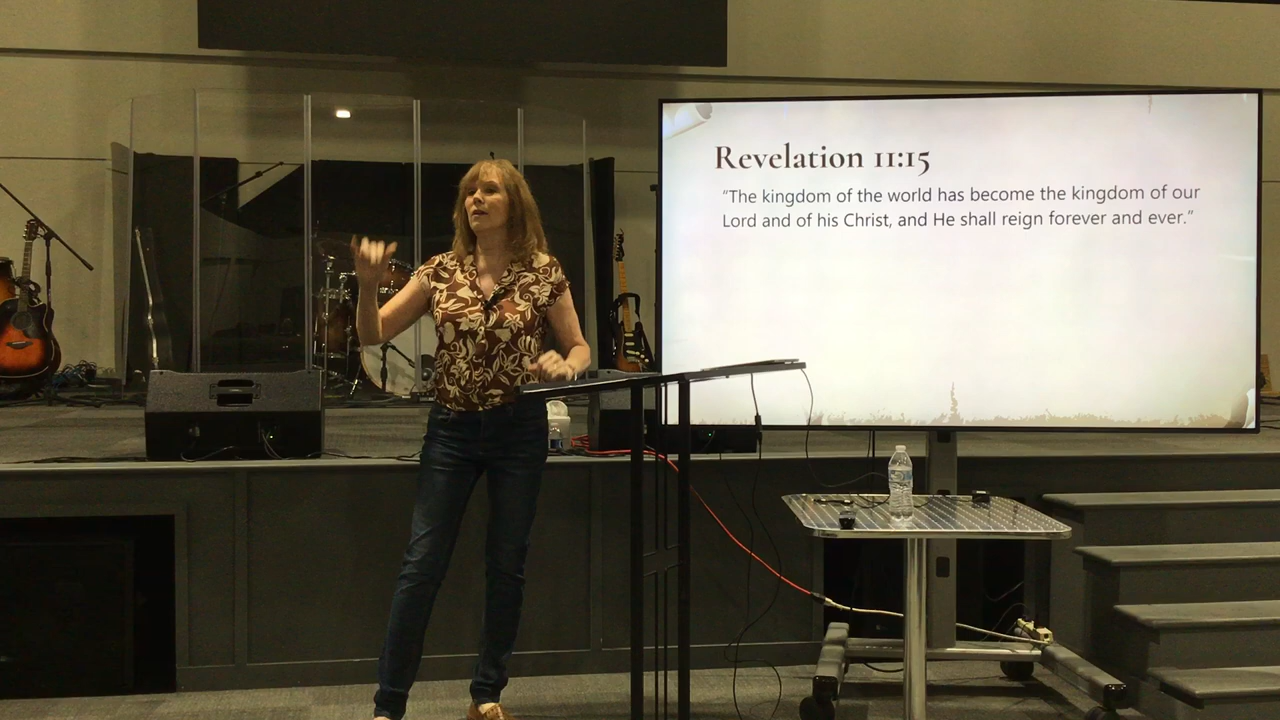 Revelation 11:15
“The kingdom of the world has become the kingdom of our
Lord and of his Christ, and He shall reign forever and ever.”